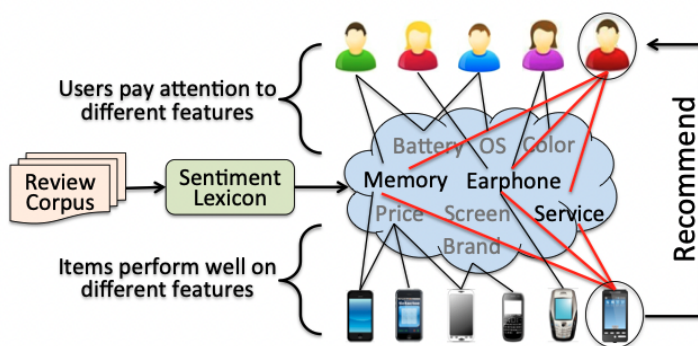 Users pay attention to
different features
Battery OS Color
Review
Corpus
Sentiment
Lexicon
Memory Earphone
Price Screen Service
Brand
Items perform well on
different features
Recommend